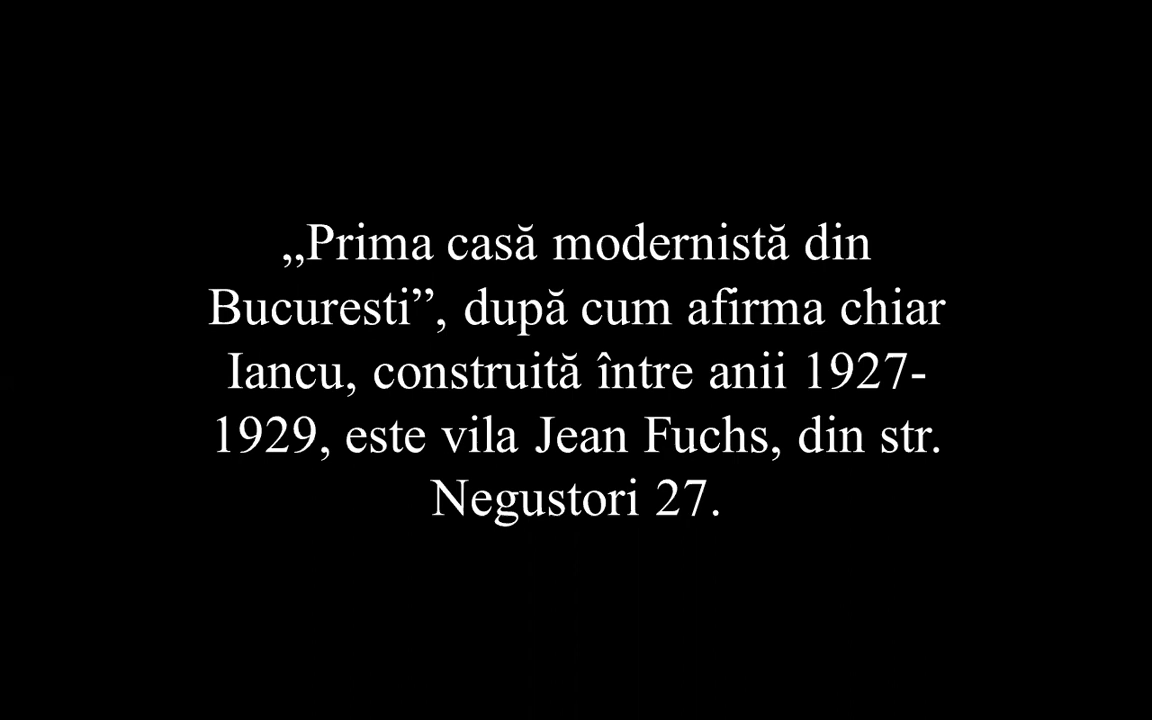 „Prima casă modernistă din
Bucuresti”, după cum afirma chiar
Iancu, construită între anii 1927-
1929, este vila Jean Fuchs, din str.
Negustori 27.